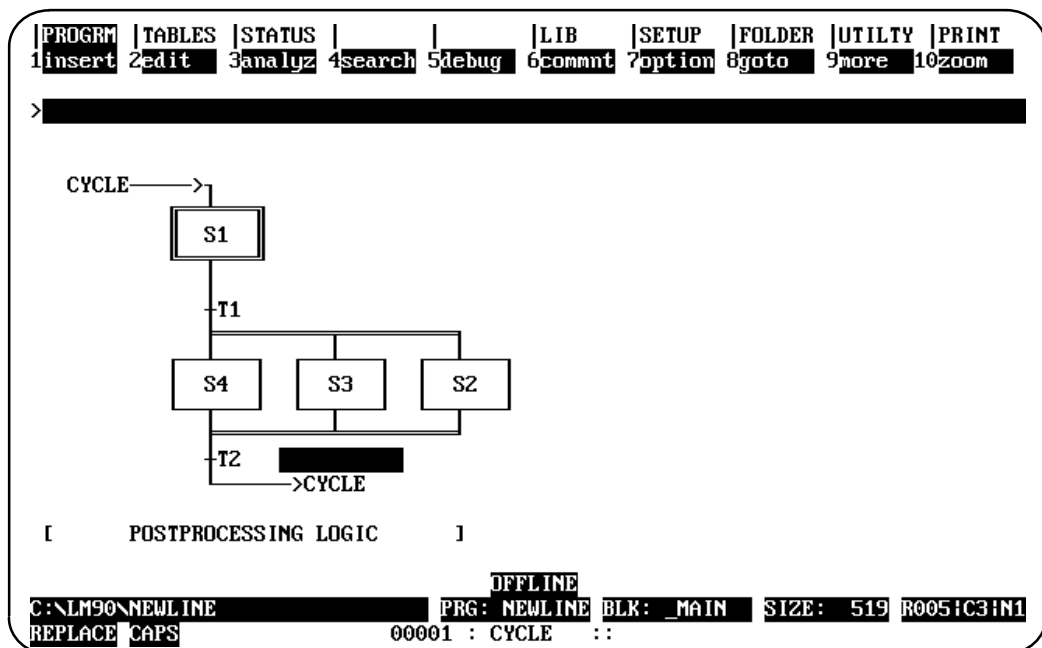 |PROGRM |TABLES |STATUS | | |LIB |SETUP |FOLDER |UTILTY |PRINT
1insert 2edit 3analyz 4search 5debug 6commnt 7option 8goto 9more 10zoom
>
CYCLE——>
S1
T1
S4 S3 S2
T2
>CYCLE
[ POSTPROCESSING LOGIC ]
OFFLINE
C:\LM90\NEWLINE PRG: NEWLINE BLK: _MAIN SIZE: 519 R005|C3|N1
REPLACE CAPS 00001 : CYCLE ::